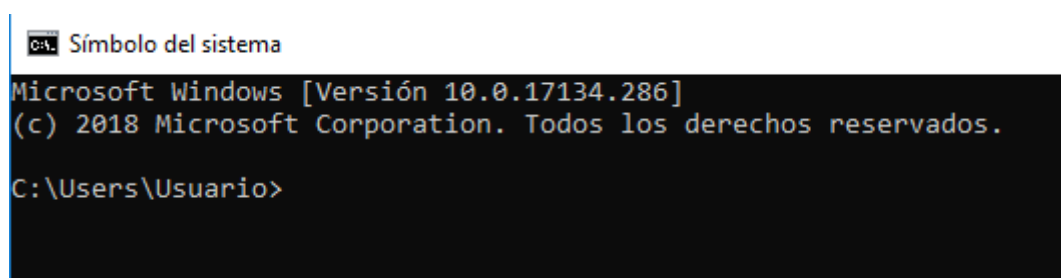 Símbolo del sistema
Microsoft Windows [Versión 10.0.17134.286]
(c) 2018 Microsoft Corporation. Todos los derechos reservados.
C:\Users\Usuario>